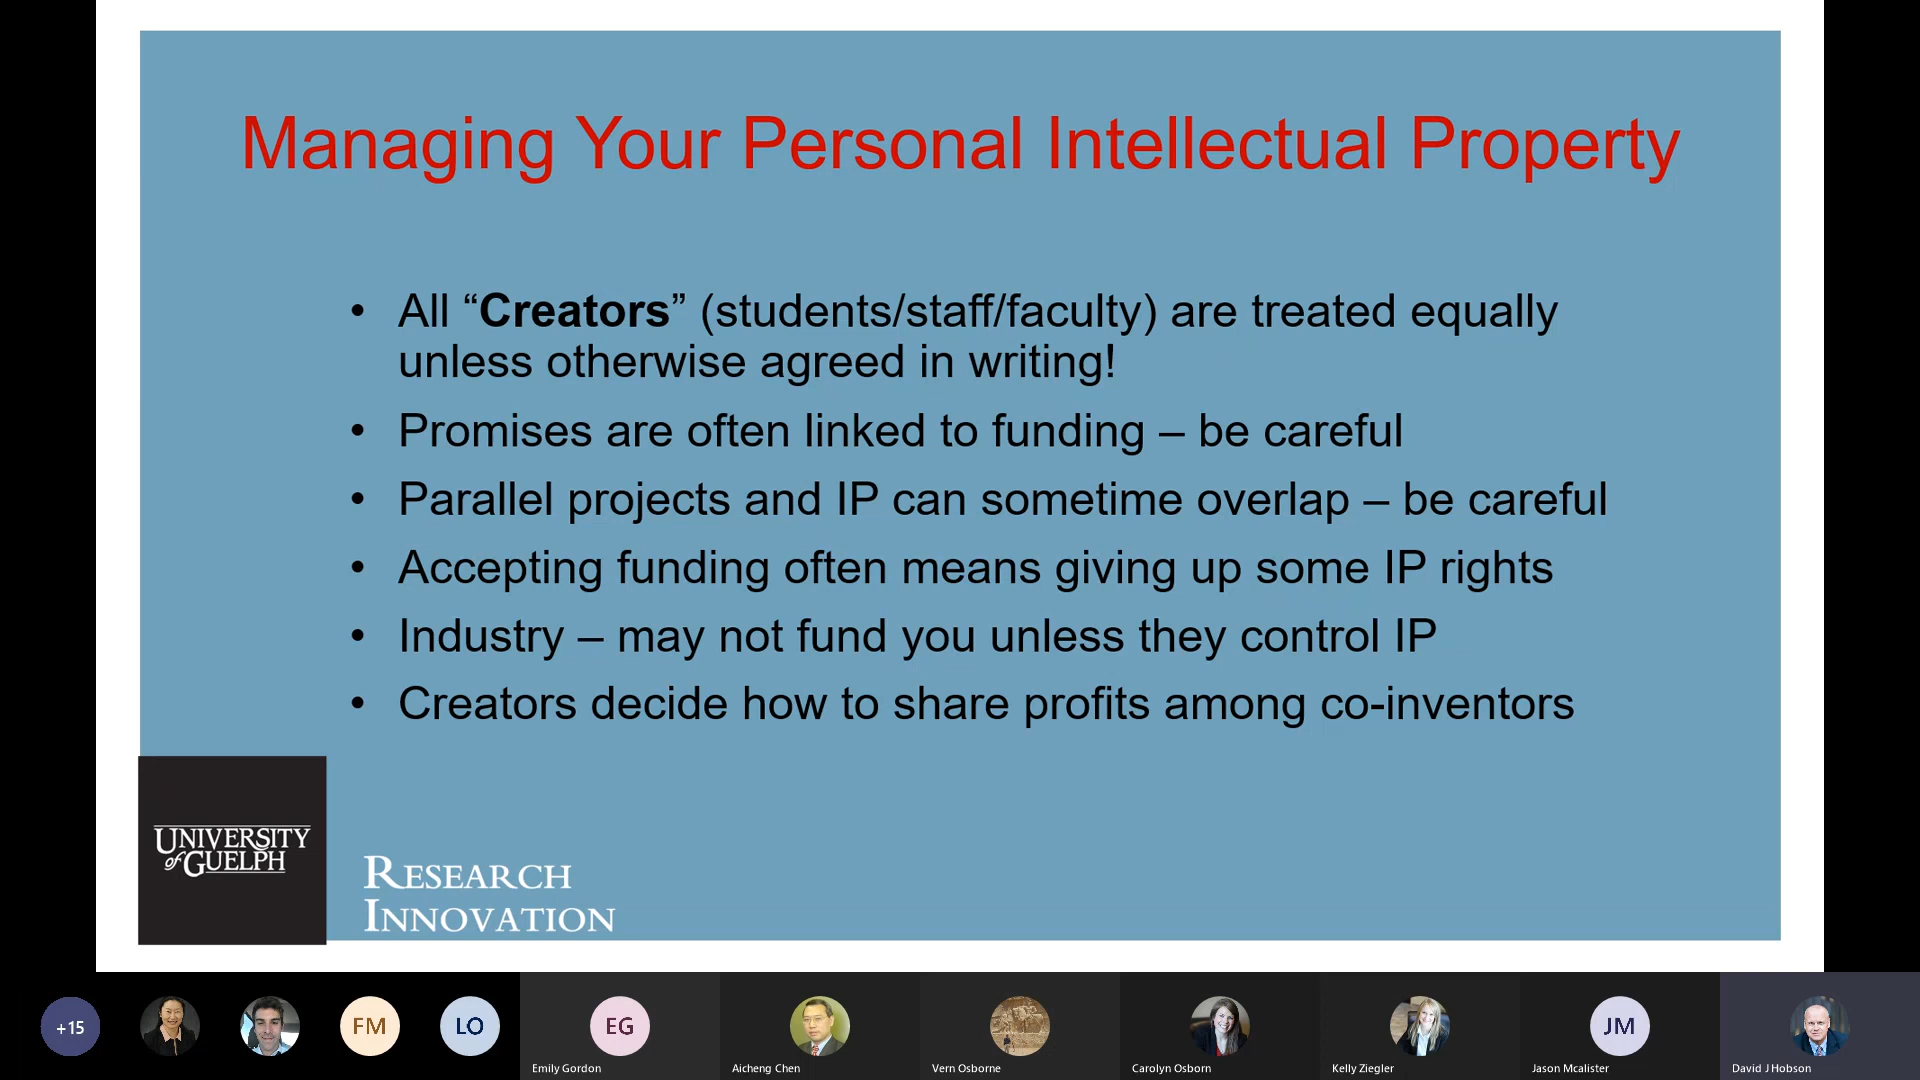 Managing Your Personal Intellectual Property
• All “Creators” (students/staff/faculty) are treated equally
unless otherwise agreed in writing!
• Promises are often linked to funding – be careful
• Parallel projects and IP can sometime overlap – be careful
• Accepting funding often means giving up some IP rights
• Industry – may not fund you unless they control IP
• Creators decide how to share profits among co-inventors
UNIVERSITY
of GUELPH
RESEARCH
INNOVATION
+15
FM
LO
EG
JM
Emily Gordon
Aicheng Chen
Vern Osborne
Carolyn Osborn
Kelly Ziegler
Jason Mcalister
David J Hobson